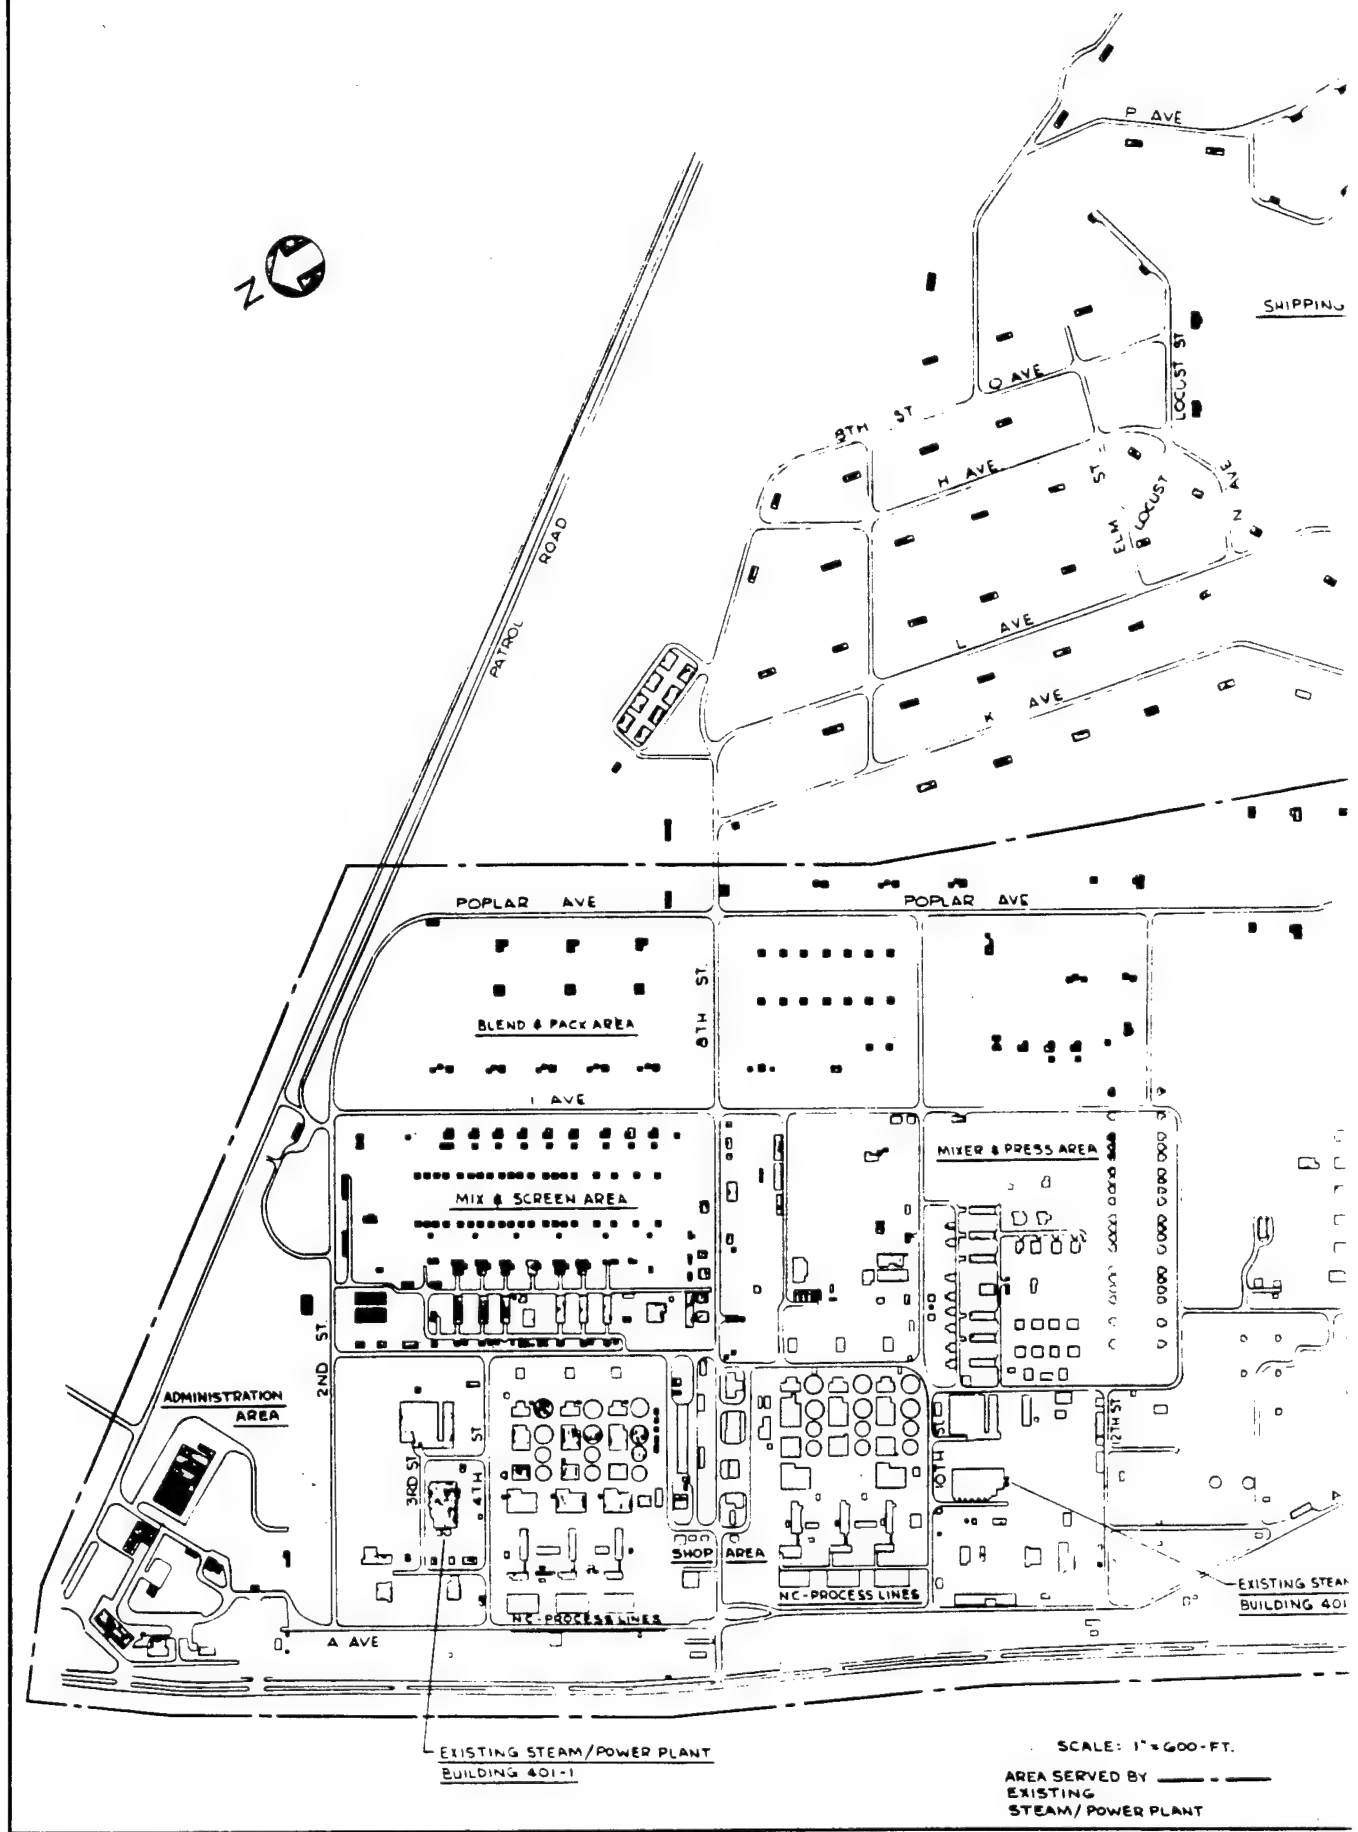 P AVE
N
SHIPPING
LOCUST ST
O AVE
8TH ST
H AVE
ST
ELM
LOCUST
N AVE
PATROL ROAD
L AVE
K AVE
POPLAR AVE
POPLAR AVE
8TH ST.
BLEND & PACK AREA
I AVE
MIXER & PRESS AREA
MIX & SCREEN AREA
2ND ST
ADMINISTRATION
AREA
3RD ST
4TH ST
10TH ST
12TH ST
SHOP AREA
EXISTING STEAM
BUILDING 401
NC-PROCESS LINES
NC-PROCESS LINES
A AVE
EXISTING STEAM/POWER PLANT
BUILDING 401-1
SCALE: 1"=600-FT.
AREA SERVED BY
EXISTING
STEAM/POWER PLANT